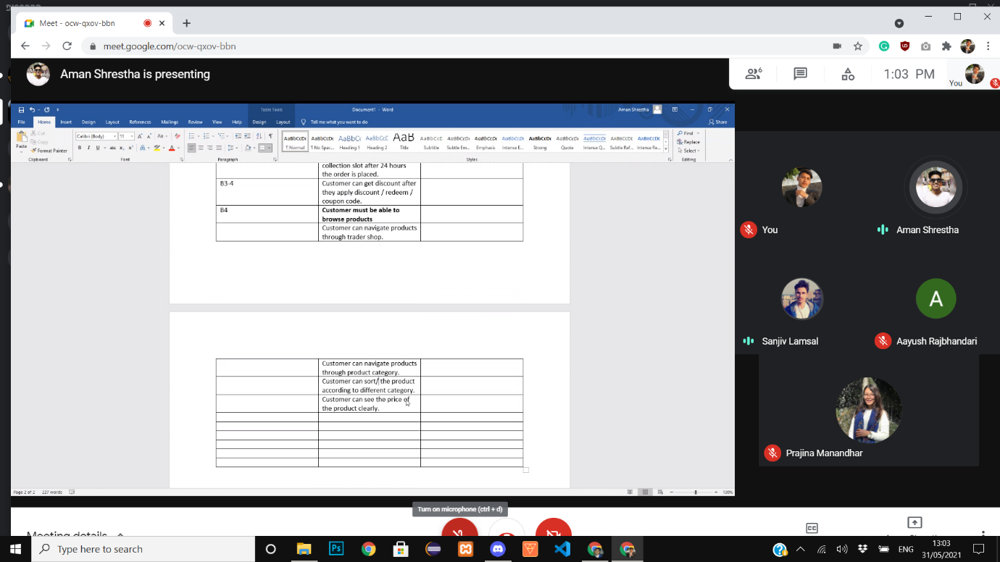 Meet - ocw-qxov-bbn
meet.google.com/ocw-qxov-bbn
Aman Shrestha is presenting
6
1:03 PM
You
Table Tools
Document1 - Word
Aman Shrestha
File Home Insert Design Layout References Mailings Review View Help Design Layout Tell me what you want to do
Share
Paste
Cut
Copy
Format Painter
Calibri (Body) 11
AaBbCcDc AaBbCcDc AaBbCc AaBbCcC AaB AaBbCcC AaBbCcDc AaBbCcDc AaBbCcDc AaBbCcDc AaBbCcDc AaBbCcDc AaBbCcDc AaBbCcDc
¶ Normal ¶ No Spac... Heading 1 Heading 2 Title Subtitle Subtle Em... Emphasis Intense E... Strong Quote Intense Q... Subtle Ref... Intense Re...
Find
Replace
Select
Clipboard Font Paragraph Styles Editing
collection slot after 24 hours
the order is placed.
B3-4
Customer can get discount after
they apply discount / redeem /
coupon code.
B4
Customer must be able to
browse products
Customer can navigate products
through trader shop.
Customer can navigate products
through product category.
Customer can sort/ the product
according to different category.
Customer can see the price of
the product clearly.
Page 2 of 2 227 words
130%
You
Aman Shrestha
Sanjiv Lamsal
A
Aayush Rajbhandari
Prajina Manandhar
Turn on microphone (ctrl + d)
Meeting details
Type here to search
ENG
13:03
31/05/2021